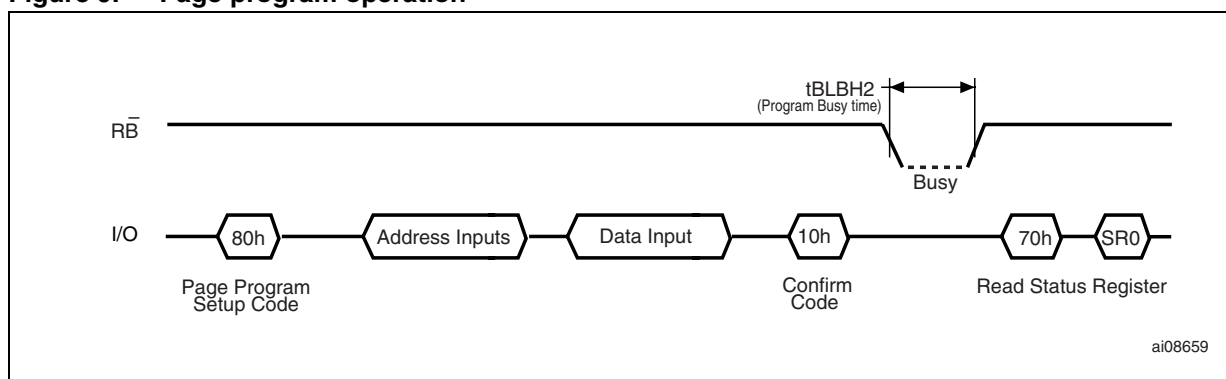 Figure 9. Page program operation
tBLBH2
(Program Busy time)
RB̅
Busy
I/O
80h
Address Inputs
Data Input
10h
70h
SR0
Page Program
Setup Code
Confirm
Code
Read Status Register
ai08659